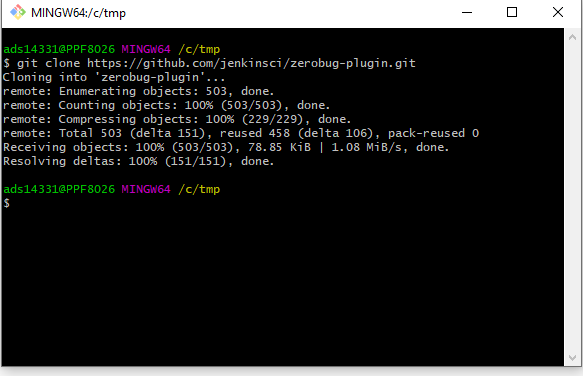 MINGW64:/c/tmp
ads14331@PPF8026 MINGW64 /c/tmp
$ git clone https://github.com/jenkinsci/zerobug-plugin.git
Cloning into 'zerobug-plugin'...
remote: Enumerating objects: 503, done.
remote: Counting objects: 100% (503/503), done.
remote: Compressing objects: 100% (229/229), done.
remote: Total 503 (delta 151), reused 458 (delta 106), pack-reused 0
Receiving objects: 100% (503/503), 78.85 KiB | 1.08 MiB/s, done.
Resolving deltas: 100% (151/151), done.
ads14331@PPF8026 MINGW64 /c/tmp
$